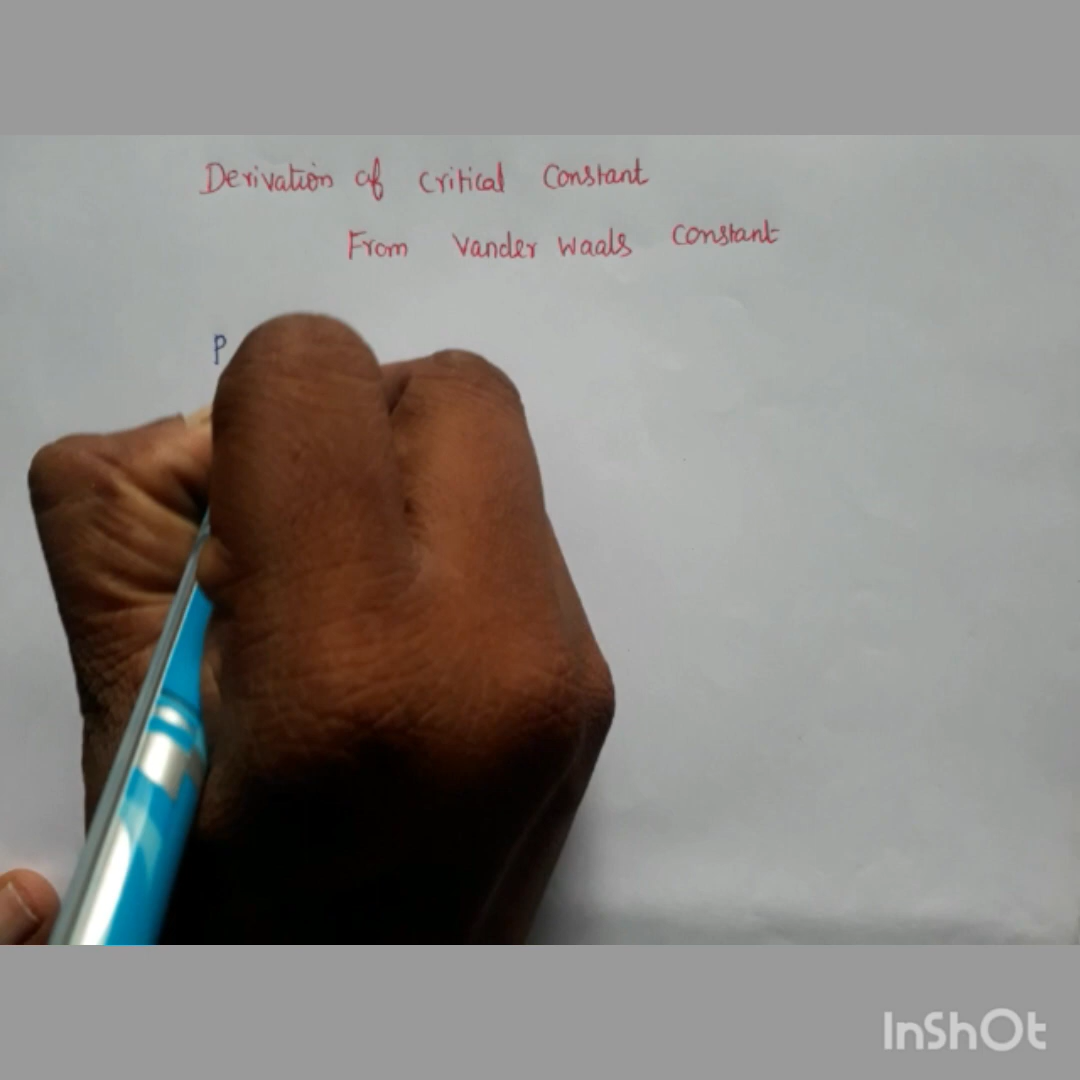 Derivation of Critical Constant
From Vander Waals Constant
P
InShOt